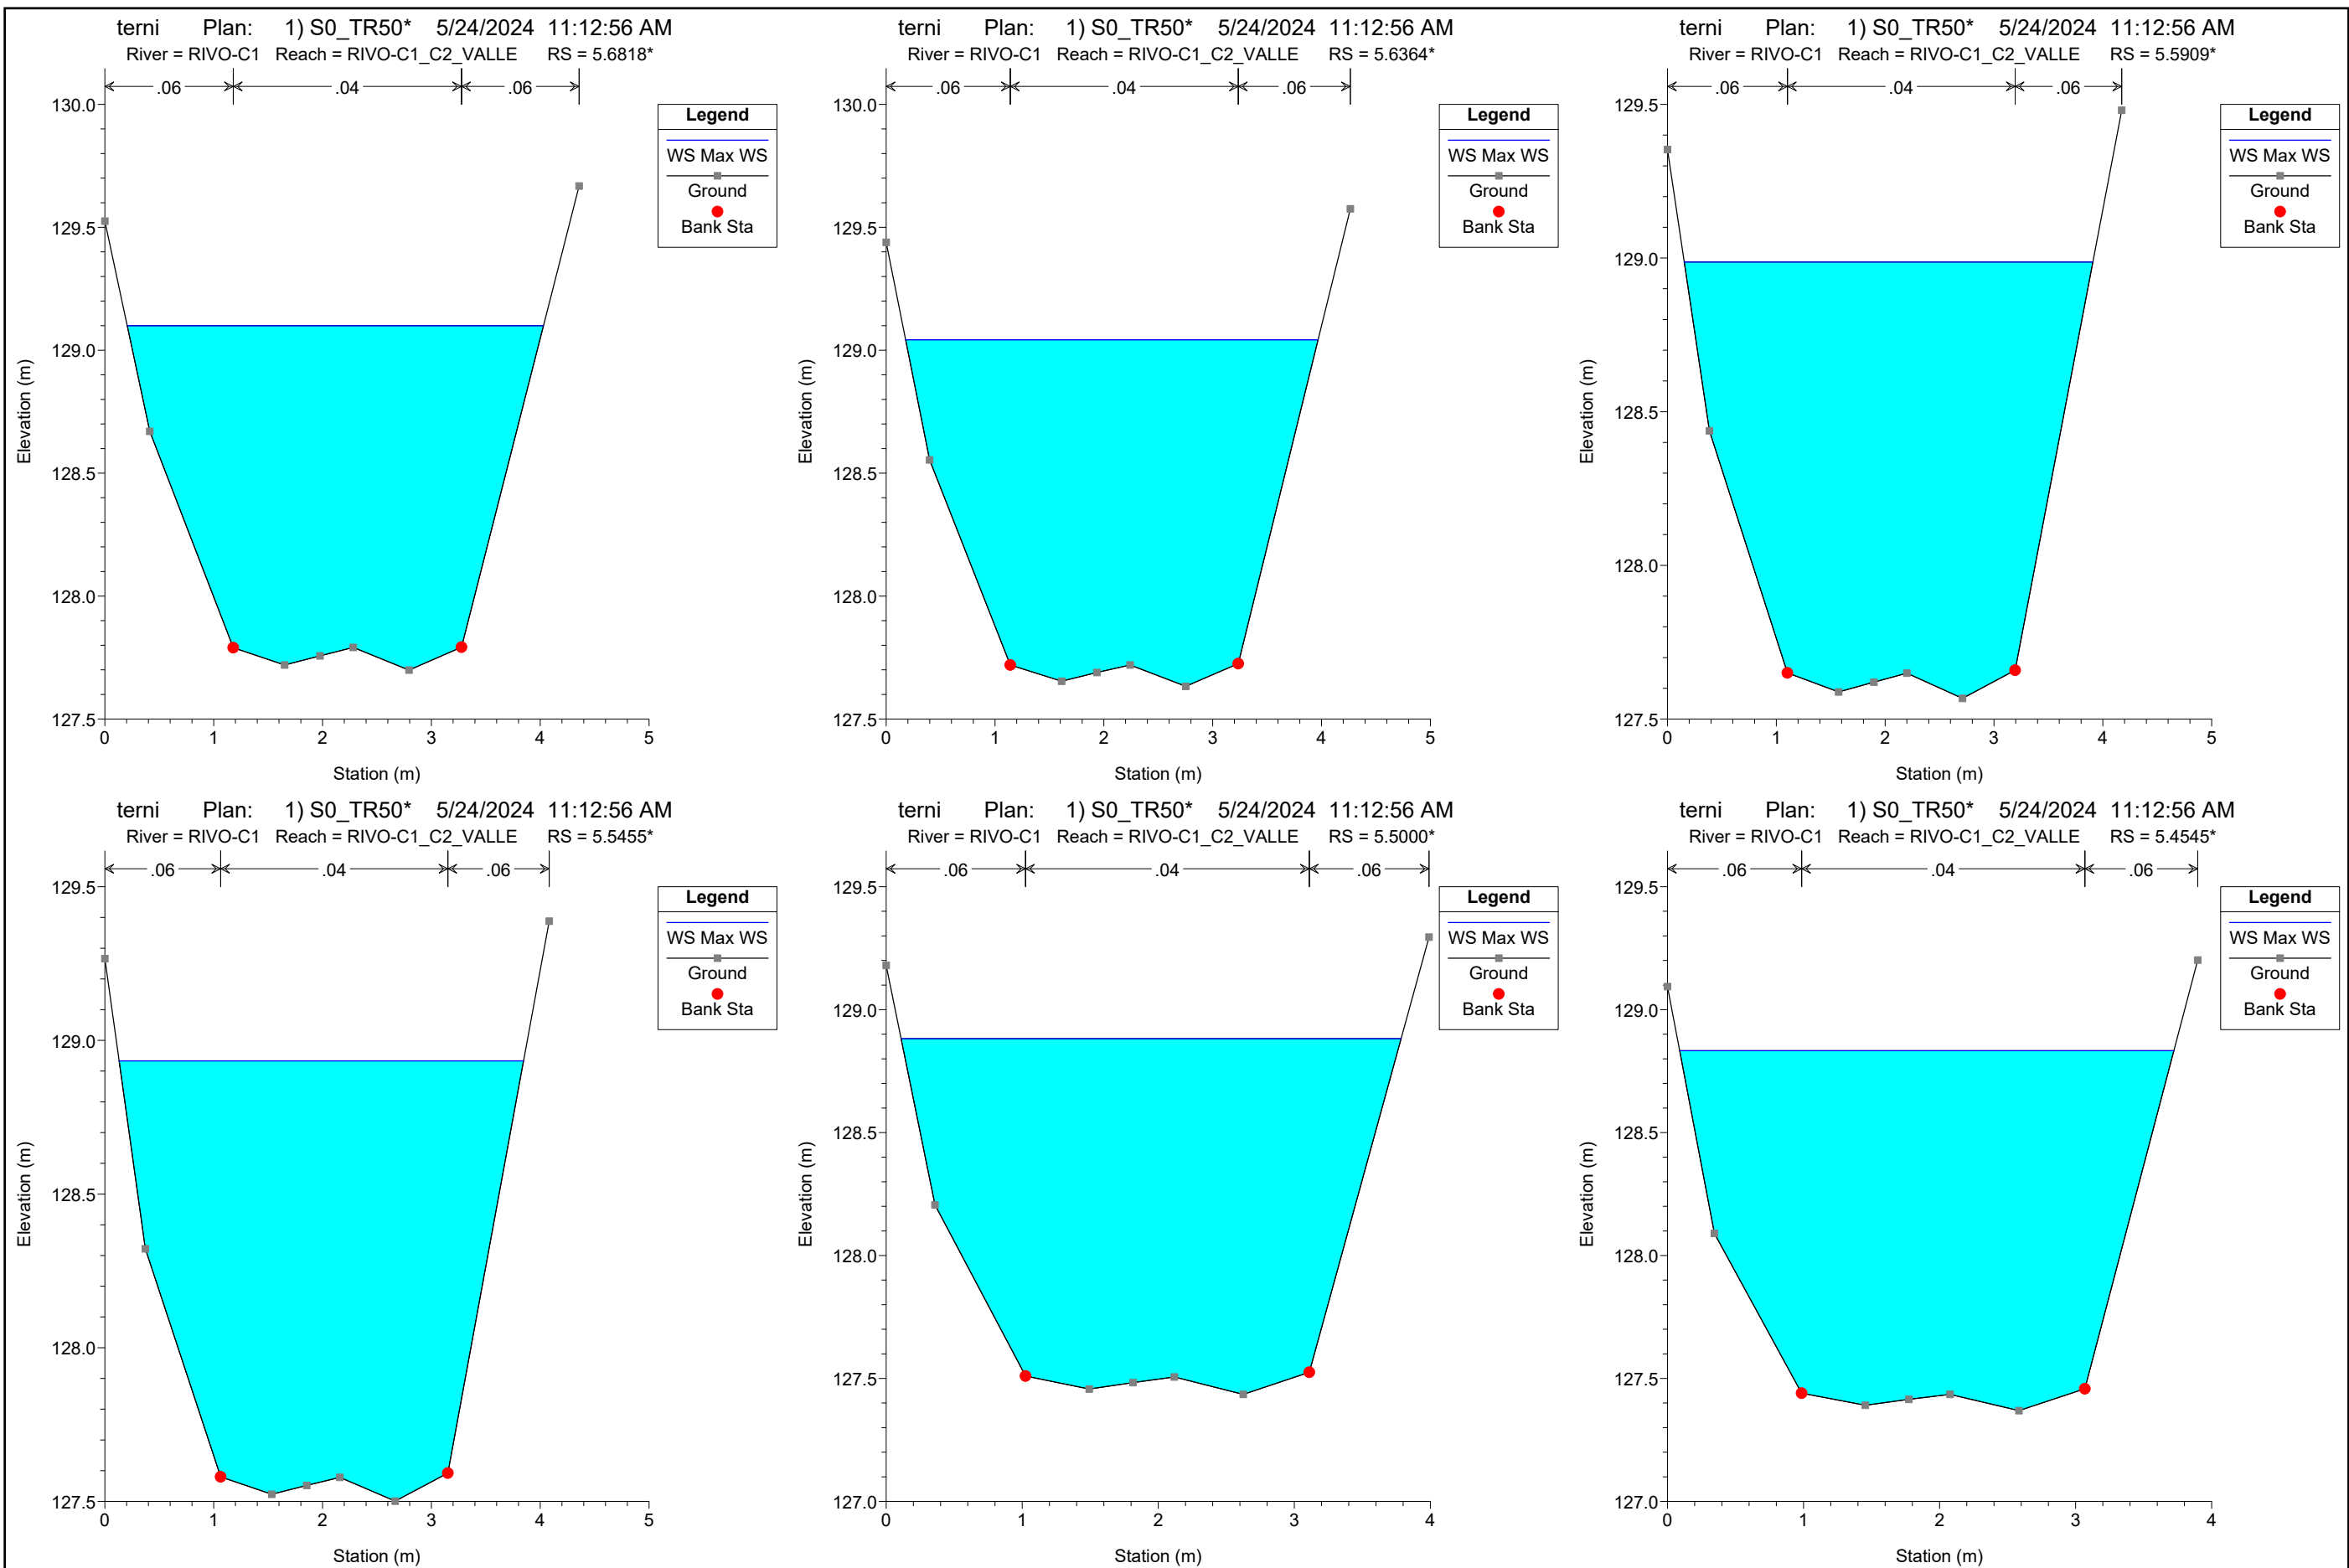 terni Plan: 1) S0_TR50* 5/24/2024 11:12:56 AM
River = RIVO-C1 Reach = RIVO-C1_C2_VALLE RS = 5.6818*
.06 .04 .06
130.0
129.5
129.0
128.5
128.0
127.5
0 1 2 3 4 5
Station (m)
Elevation (m)
Legend
WS Max WS
Ground
Bank Sta
terni Plan: 1) S0_TR50* 5/24/2024 11:12:56 AM
River = RIVO-C1 Reach = RIVO-C1_C2_VALLE RS = 5.6364*
.06 .04 .06
130.0
129.5
129.0
128.5
128.0
127.5
0 1 2 3 4 5
Station (m)
Elevation (m)
Legend
WS Max WS
Ground
Bank Sta
terni Plan: 1) S0_TR50* 5/24/2024 11:12:56 AM
River = RIVO-C1 Reach = RIVO-C1_C2_VALLE RS = 5.5909*
.06 .04 .06
129.5
129.0
128.5
128.0
127.5
0 1 2 3 4 5
Station (m)
Elevation (m)
Legend
WS Max WS
Ground
Bank Sta
terni Plan: 1) S0_TR50* 5/24/2024 11:12:56 AM
River = RIVO-C1 Reach = RIVO-C1_C2_VALLE RS = 5.5455*
.06 .04 .06
129.5
129.0
128.5
128.0
127.5
0 1 2 3 4 5
Station (m)
Elevation (m)
Legend
WS Max WS
Ground
Bank Sta
terni Plan: 1) S0_TR50* 5/24/2024 11:12:56 AM
River = RIVO-C1 Reach = RIVO-C1_C2_VALLE RS = 5.5000*
.06 .04 .06
129.5
129.0
128.5
128.0
127.5
127.0
0 1 2 3 4
Station (m)
Elevation (m)
Legend
WS Max WS
Ground
Bank Sta
terni Plan: 1) S0_TR50* 5/24/2024 11:12:56 AM
River = RIVO-C1 Reach = RIVO-C1_C2_VALLE RS = 5.4545*
.06 .04 .06
129.5
129.0
128.5
128.0
127.5
127.0
0 1 2 3 4
Station (m)
Elevation (m)
Legend
WS Max WS
Ground
Bank Sta